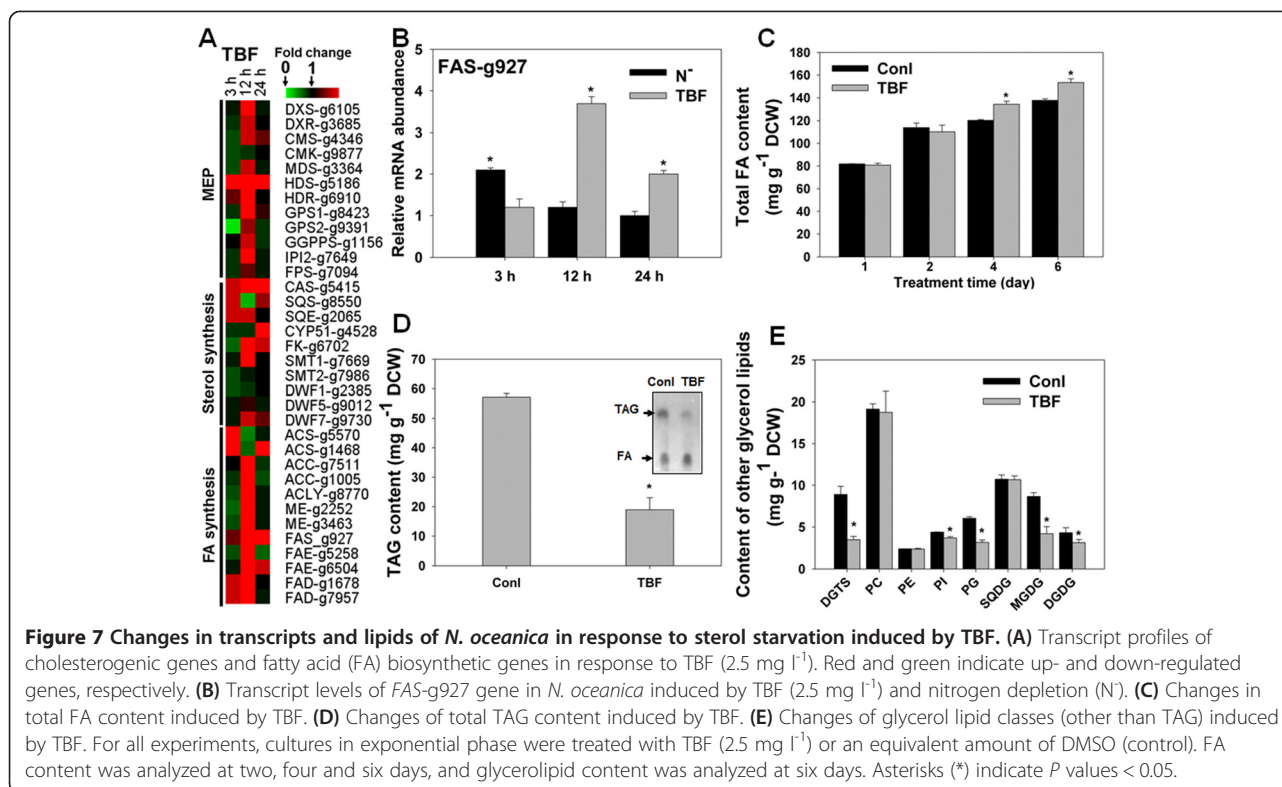 A
TBF
Fold change
0 1
3 h
12 h
24 h
MEP
DXS-g6105
DXR-g3685
CMS-g4346
CMK-g9877
MDS-g3364
HDS-g5186
HDR-g6910
GPS1-g8423
GPS2-g9391
GGPPS-g1156
IPI2-g7649
FPS-g7094
Sterol synthesis
CAS-g5415
SQS-g8550
SQE-g2065
CYP51-g4528
FK-g6702
SMT1-g7669
SMT2-g7986
DWF1-g2385
DWF5-g9012
DWF7-g9730
FA synthesis
ACS-g5570
ACS-g1468
ACC-g7511
ACC-g1005
ACLY-g8770
ME-g2252
ME-g3463
FAS_g927
FAE-g5258
FAE-g6504
FAD-g1678
FAD-g7957
B
FAS-g927
N⁻
TBF
Relative mRNA abundance
5
4
3
2
1
0
*
*
*
3 h 12 h 24 h
C
Conl
TBF
Total FA content
(mg g⁻¹ DCW)
180
160
140
120
100
80
60
40
20
0
*
*
1 2 4 6
Treatment time (day)
D
TAG content (mg g⁻¹ DCW)
70
60
50
40
30
20
10
0
Conl TBF
TAG
FA
*
Conl TBF
E
Conl
TBF
Content of other glycerol lipids
(mg g-¹ DCW)
25
20
15
10
5
0
*
*
*
*
*
DGTS PC PE PI PG SQDG MGDG DGDG
Figure 7 Changes in transcripts and lipids of N. oceanica in response to sterol starvation induced by TBF. (A) Transcript profiles of
cholesterogenic genes and fatty acid (FA) biosynthetic genes in response to TBF (2.5 mg l⁻¹). Red and green indicate up- and down-regulated
genes, respectively. (B) Transcript levels of FAS-g927 gene in N. oceanica induced by TBF (2.5 mg l⁻¹) and nitrogen depletion (N⁻). (C) Changes in
total FA content induced by TBF. (D) Changes of total TAG content induced by TBF. (E) Changes of glycerol lipid classes (other than TAG) induced
by TBF. For all experiments, cultures in exponential phase were treated with TBF (2.5 mg l⁻¹) or an equivalent amount of DMSO (control). FA
content was analyzed at two, four and six days, and glycerolipid content was analyzed at six days. Asterisks (*) indicate P values < 0.05.